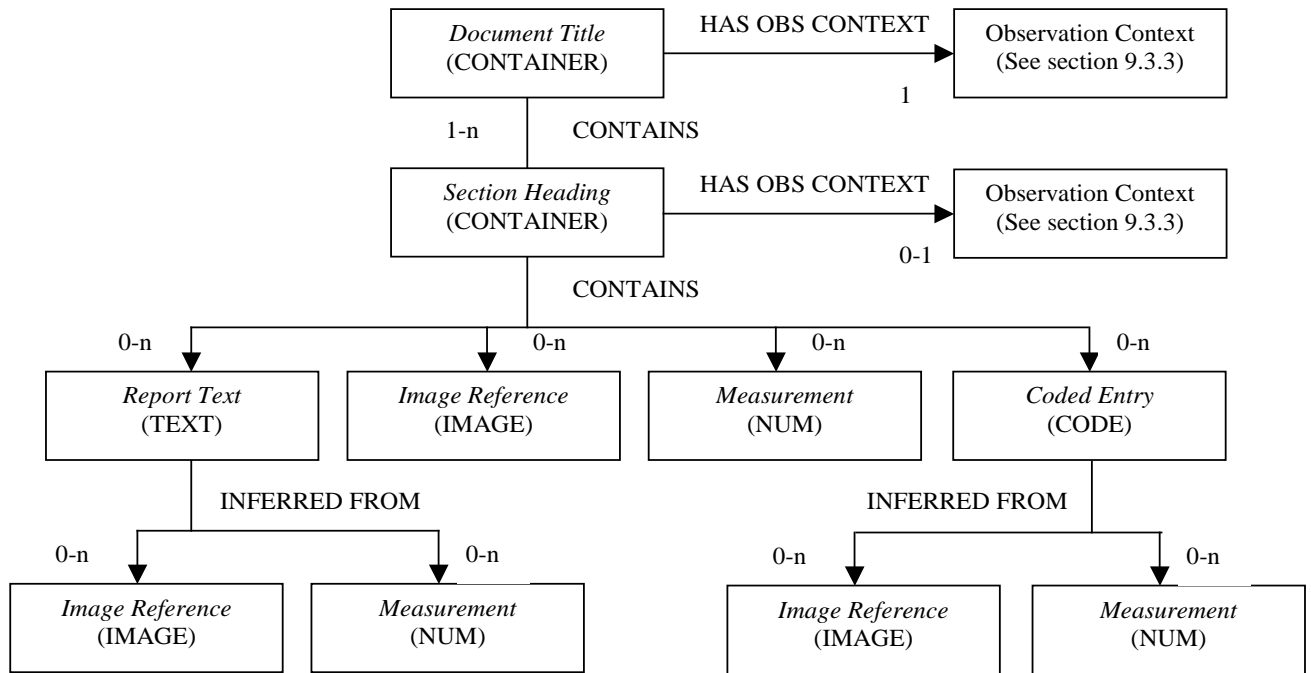 Document Title
(CONTAINER)
HAS OBS CONTEXT
1
Observation Context
(See section 9.3.3)
1-n
CONTAINS
Section Heading
(CONTAINER)
HAS OBS CONTEXT
0-1
Observation Context
(See section 9.3.3)
CONTAINS
0-n
0-n
0-n
0-n
Report Text
(TEXT)
Image Reference
(IMAGE)
Measurement
(NUM)
Coded Entry
(CODE)
INFERRED FROM
INFERRED FROM
0-n
0-n
0-n
0-n
Image Reference
(IMAGE)
Measurement
(NUM)
Image Reference
(IMAGE)
Measurement
(NUM)